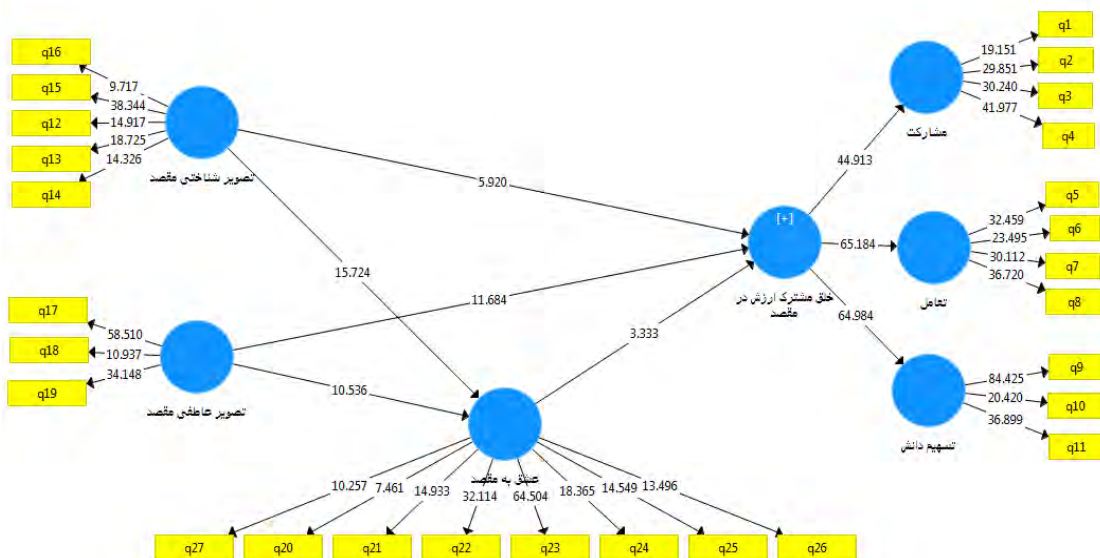 q16
q15
q12
q13
q14
9.717
38.344
14.917
18.725
14.326
تصویر شناختی مقصد
q17
q18
q19
58.510
10.937
34.148
تصویر عاطفی مقصد
5.920
15.724
11.684
10.536
3.333
[+]
خلق مشترک ارزش در
مقصد
44.913
65.184
64.984
مشارکت
19.151
29.851
30.240
41.977
q1
q2
q3
q4
تعامل
32.459
23.495
30.112
36.720
q5
q6
q7
q8
تسهیم دانش
84.425
20.420
36.899
q9
q10
q11
عشق به مقصد
10.257
7.461
14.933
32.114
64.504
18.365
14.549
13.496
q27
q20
q21
q22
q23
q24
q25
q26